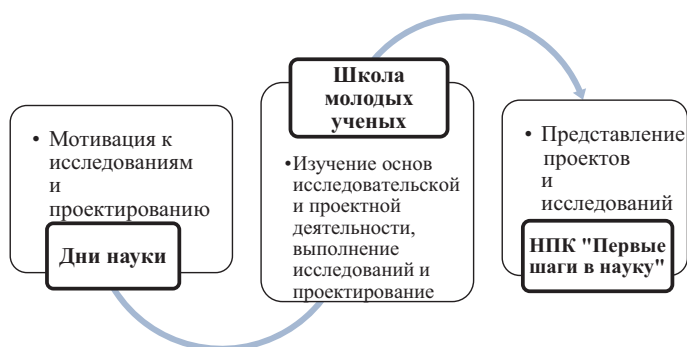 • Мотивация к
исследованиям
и
проектированию
Дни науки
Школа
молодых
ученых
•Изучение основ
исследовательской
и проектной
деятельности,
выполнение
исследований и
проектирование
• Представление
проектов
и
исследований
НПК "Первые
шаги в науку"